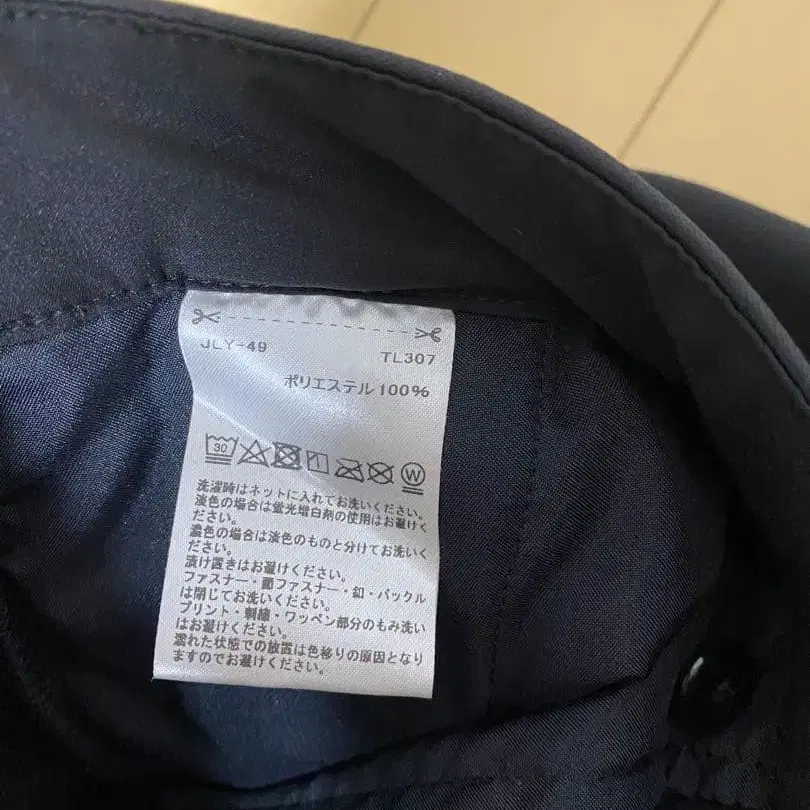 JLY-49 TL307
ポリエステル100%
30 W
洗濯時はネットに入れてお洗いください。
淡色の場合は蛍光増白剤の使用はお避けく
ださい。
濃色の場合は淡色のものと分けてお洗いく
ださい。
漬け置きはお避けください。
ファスナー・面ファスナー・釦・バックル
は閉じてお洗いください。
プリント・刺繍・ワッペン部分のもみ洗い
はお避けください。
濡れた状態での放置は色移りの原因となり
ますのでお避けください。